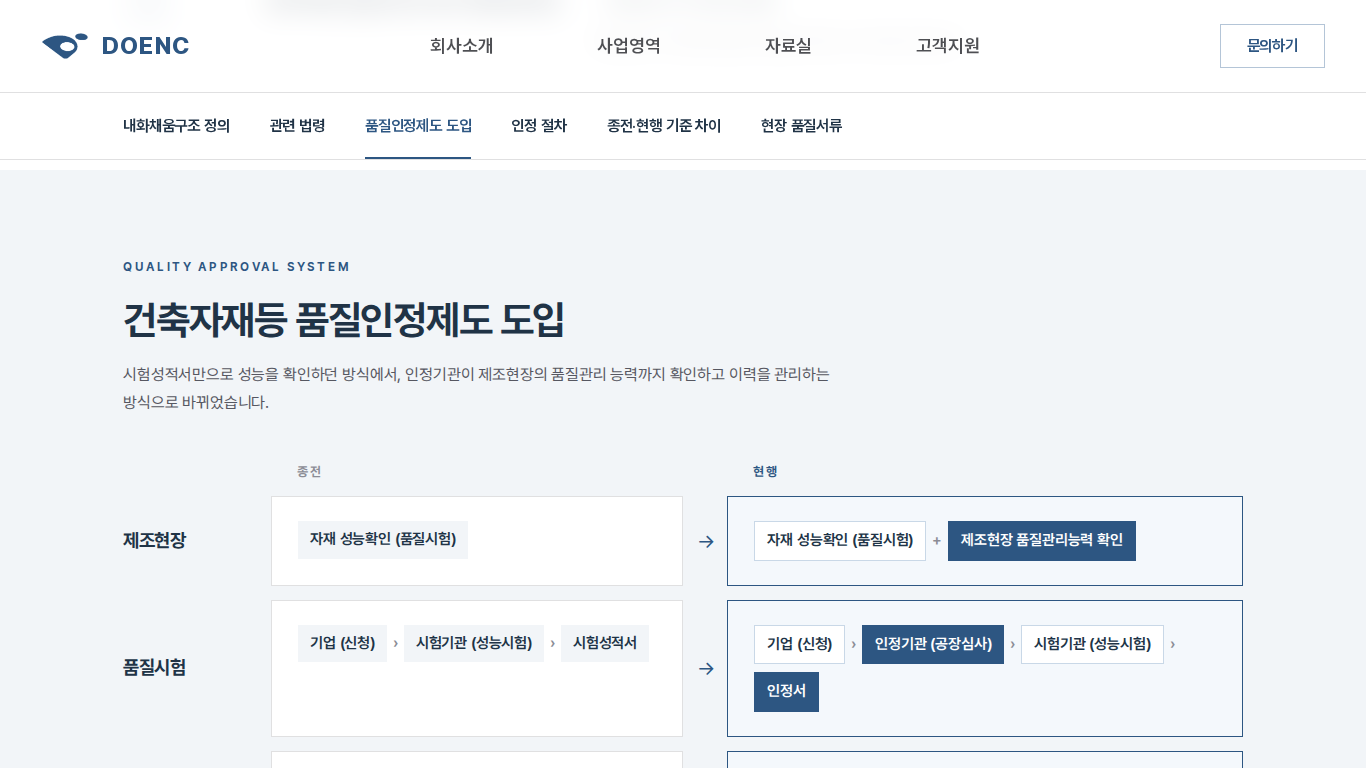 DOENC
회사소개
사업영역
자료실
고객지원
문의하기
내화채움구조 정의
관련 법령
품질인정제도 도입
인정 절차
종전·현행 기준 차이
현장 품질서류
QUALITY APPROVAL SYSTEM
건축자재등 품질인정제도 도입
시험성적서만으로 성능을 확인하던 방식에서, 인정기관이 제조현장의 품질관리 능력까지 확인하고 이력을 관리하는
방식으로 바뀌었습니다.
종전
현행
제조현장
자재 성능확인 (품질시험)
→
자재 성능확인 (품질시험) + 제조현장 품질관리능력 확인
품질시험
기업 (신청) › 시험기관 (성능시험) › 시험성적서
→
기업 (신청) › 인정기관 (공장심사) › 시험기관 (성능시험) ›
인정서